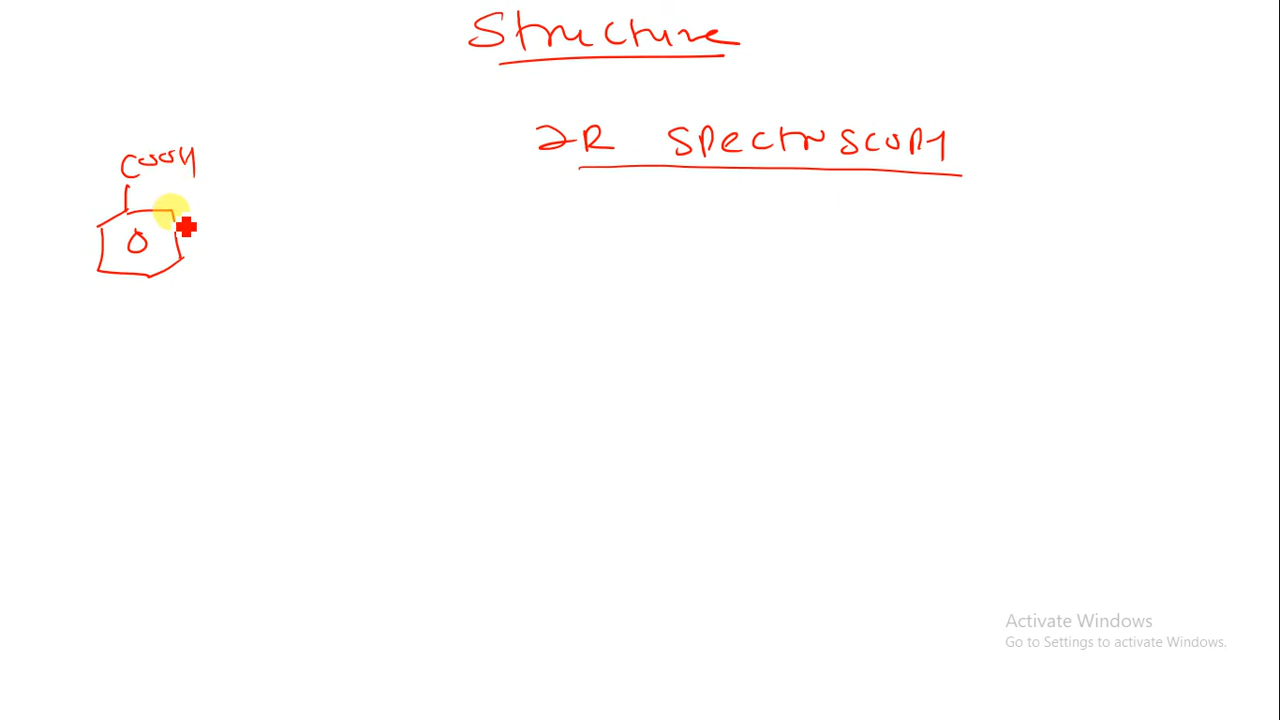 Structure
IR SPectroscopy
COOH
Activate Windows
Go to Settings to activate Windows.